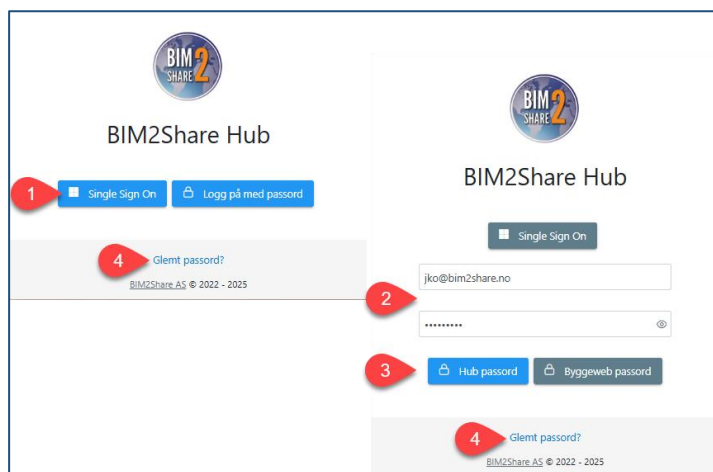 BIM 2
SHARE
BIM2Share Hub
1
Single Sign On
Logg på med passord
4
Glemt passord?
BIM2Share AS © 2022 - 2025
BIM 2
SHARE
BIM2Share Hub
Single Sign On
jko@bim2share.no
2
•••••••••
3
Hub passord
Byggeweb passord
4
Glemt passord?
BIM2Share AS © 2022 - 2025